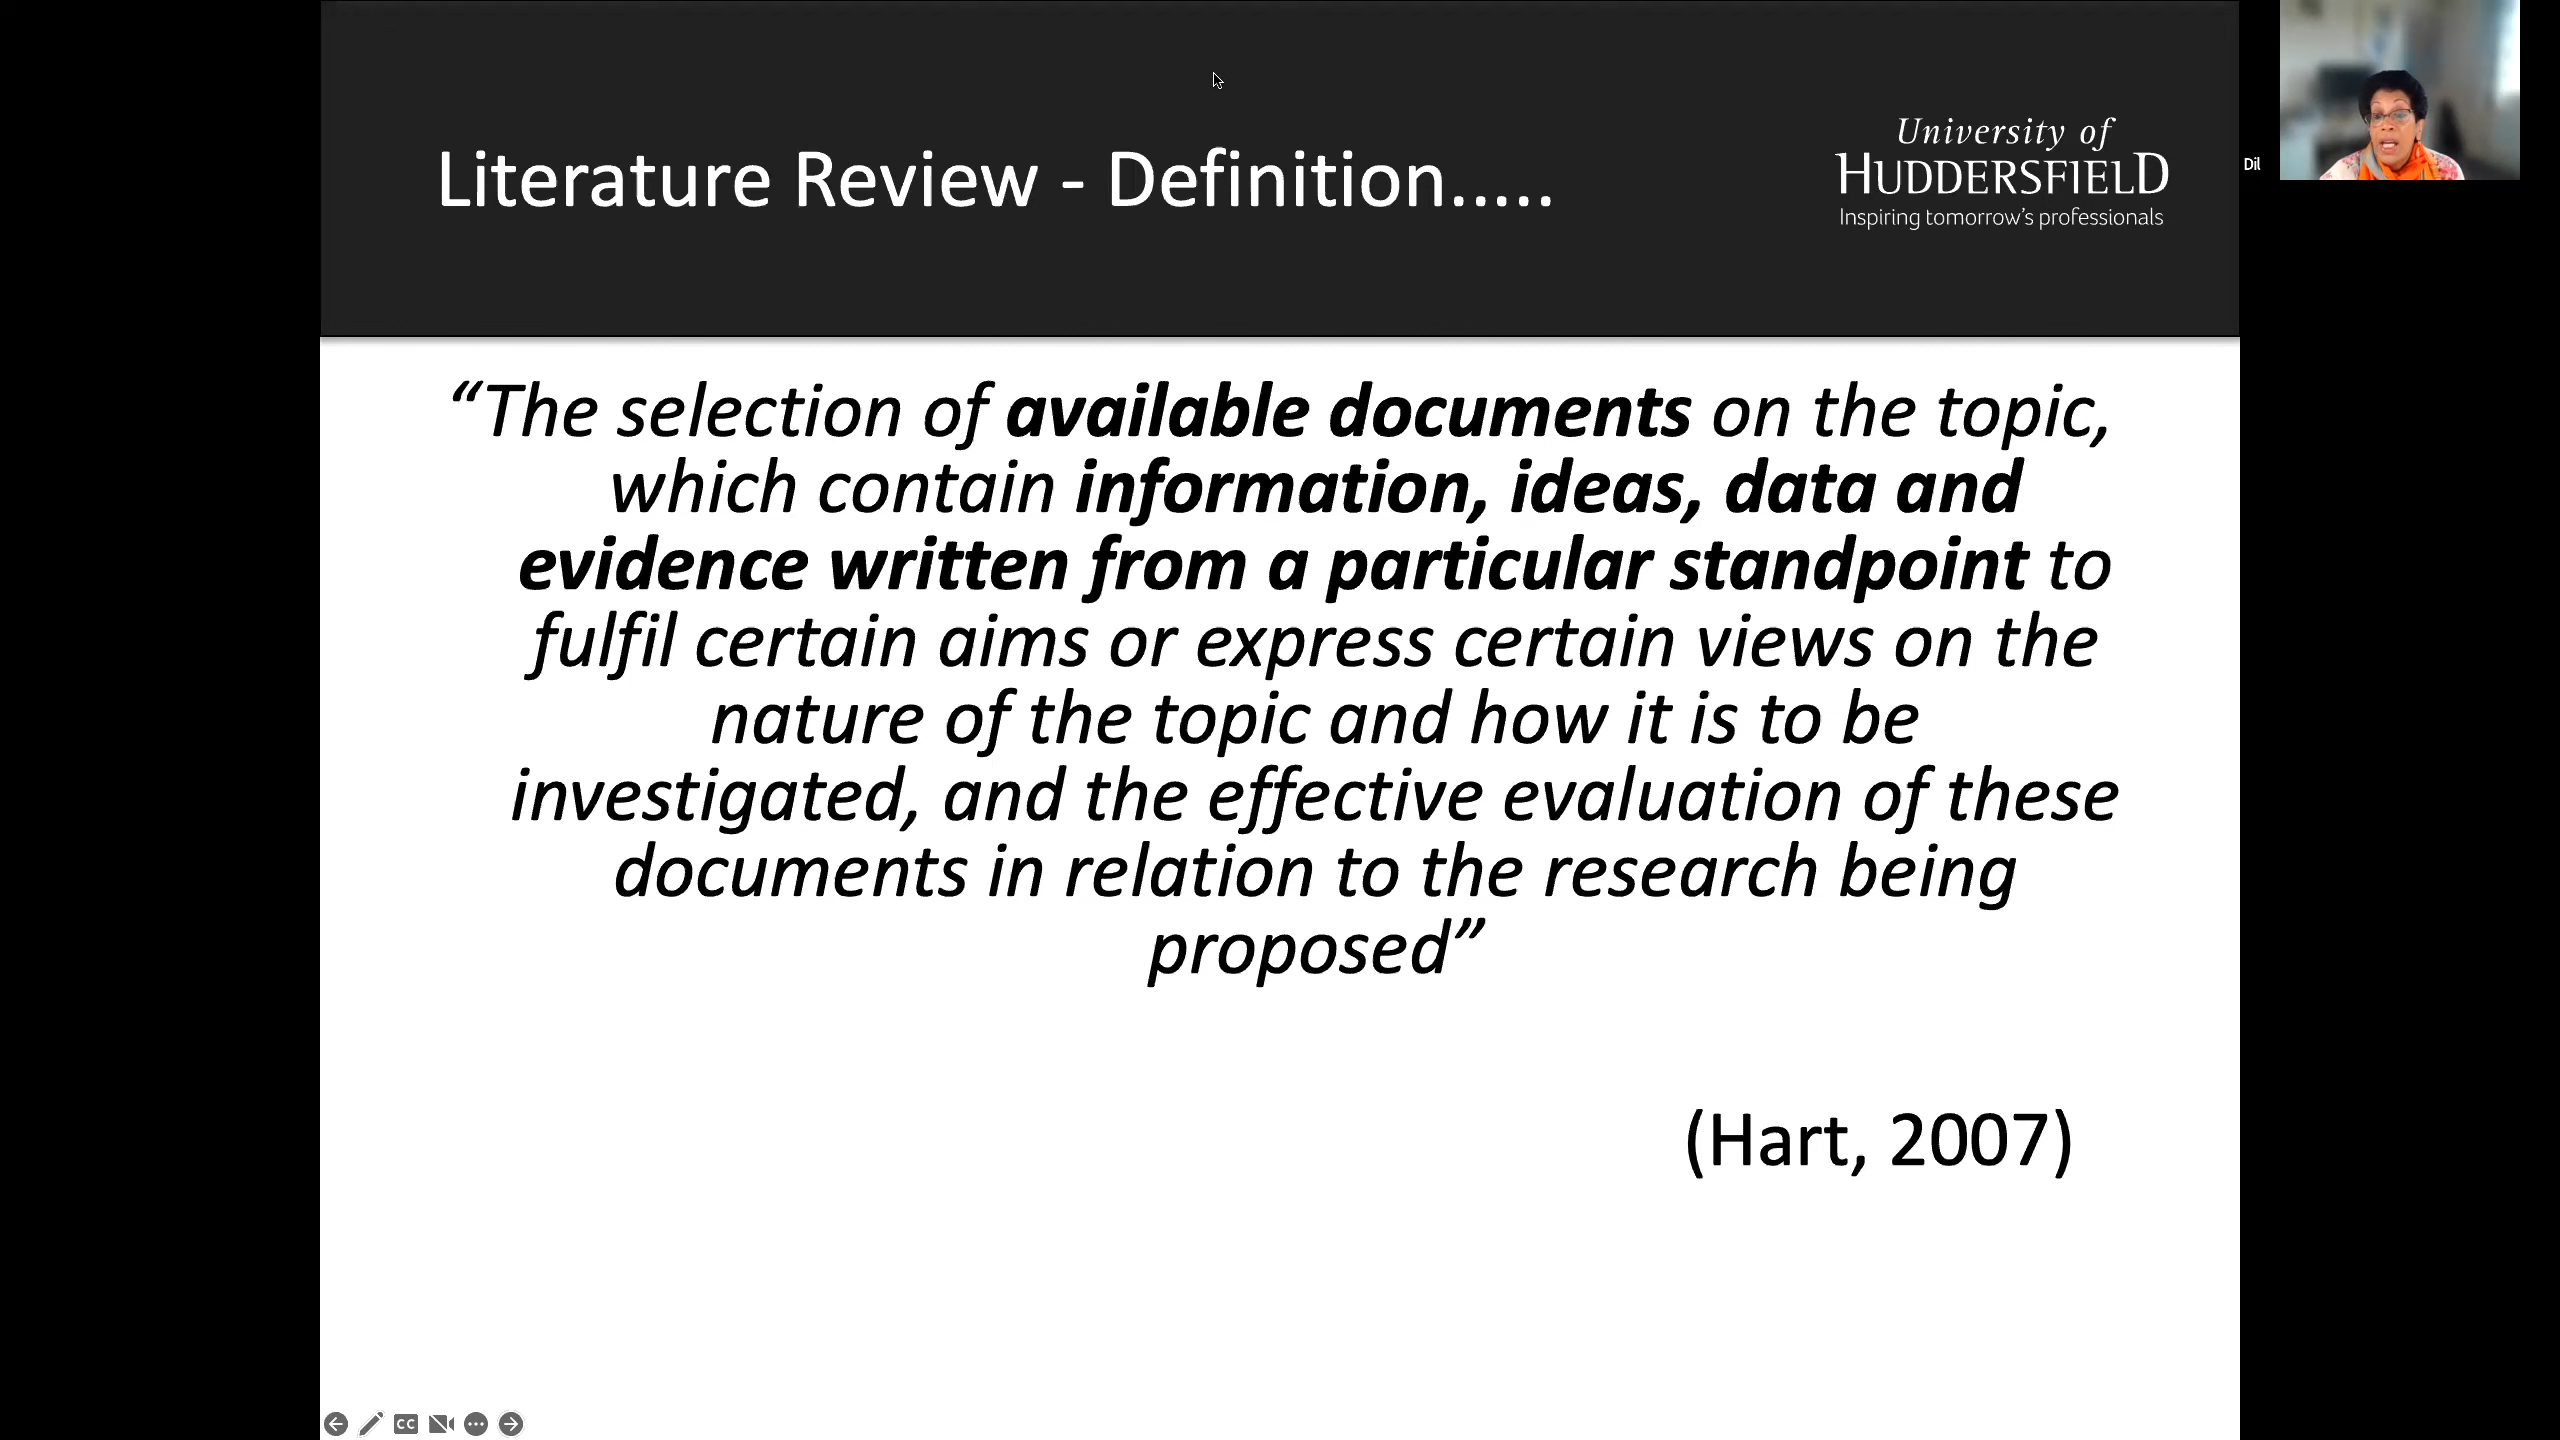 Literature Review - Definition.....
University of
HUDDERSFIELD
Inspiring tomorrow's professionals
Dil
“The selection of available documents on the topic,
which contain information, ideas, data and
evidence written from a particular standpoint to
fulfil certain aims or express certain views on the
nature of the topic and how it is to be
investigated, and the effective evaluation of these
documents in relation to the research being
proposed”
(Hart, 2007)
CC